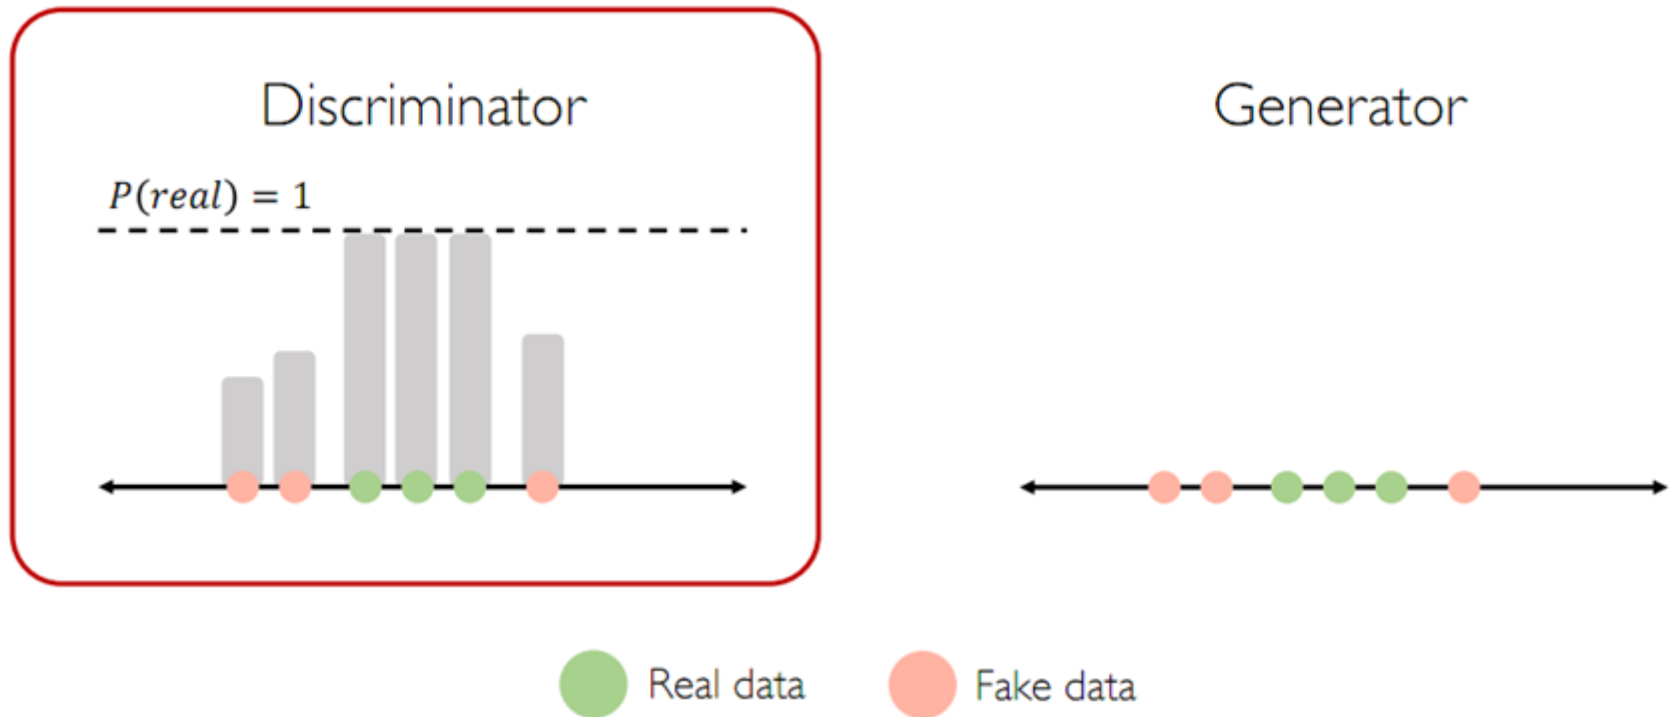 Discriminator
Generator
P(real) = 1
Real data
Fake data